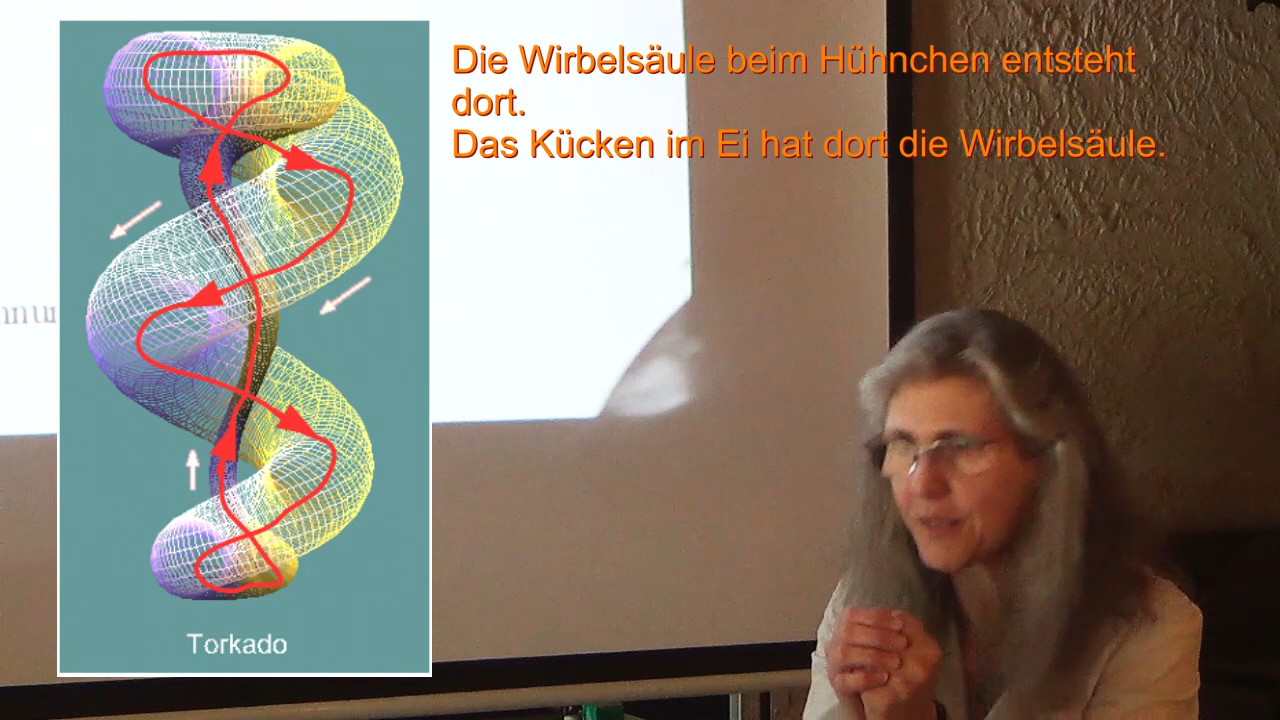 Die Wirbelsäule beim Hühnchen entsteht
dort.
Das Kücken im Ei hat dort die Wirbelsäule.
Torkado